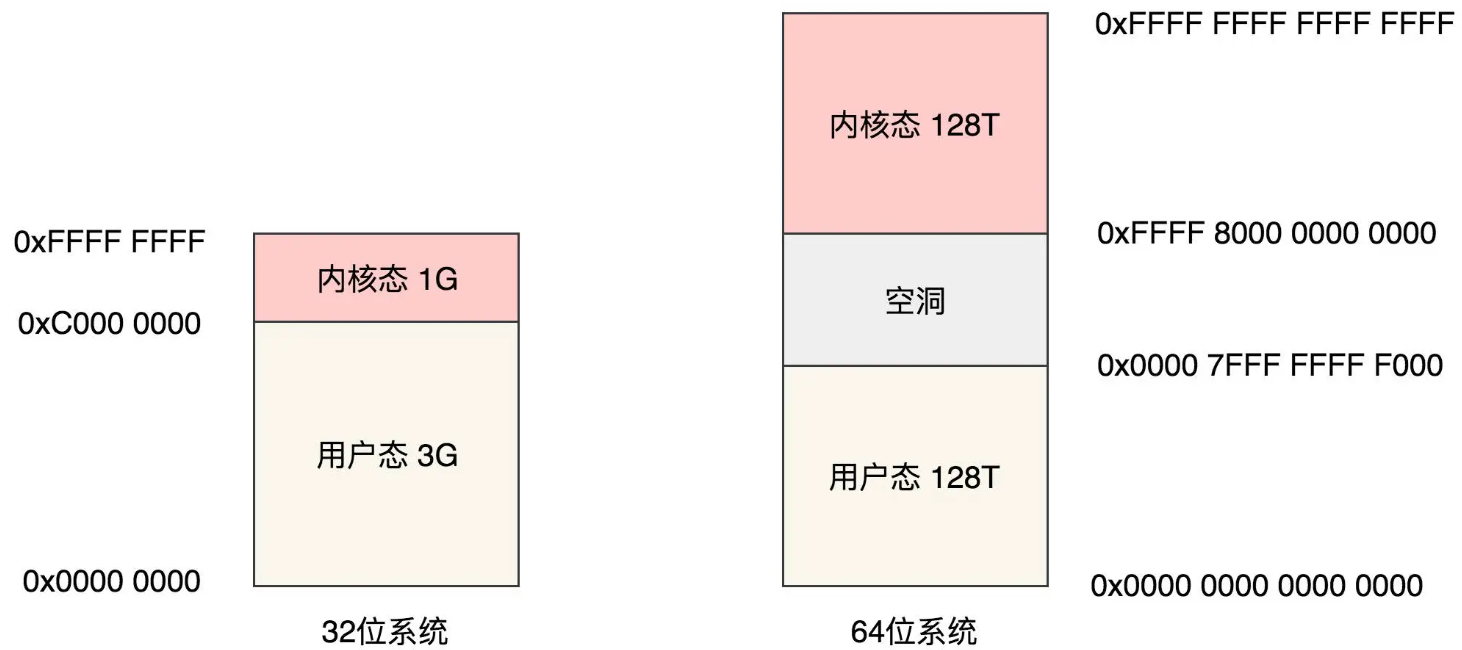 0xFFFF FFFF
0xC000 0000
0x0000 0000
内核态 1G
用户态 3G
32位系统
内核态 128T
空洞
用户态 128T
64位系统
0xFFFF FFFF FFFF FFFF
0xFFFF 8000 0000 0000
0x0000 7FFF FFFF F000
0x0000 0000 0000 0000